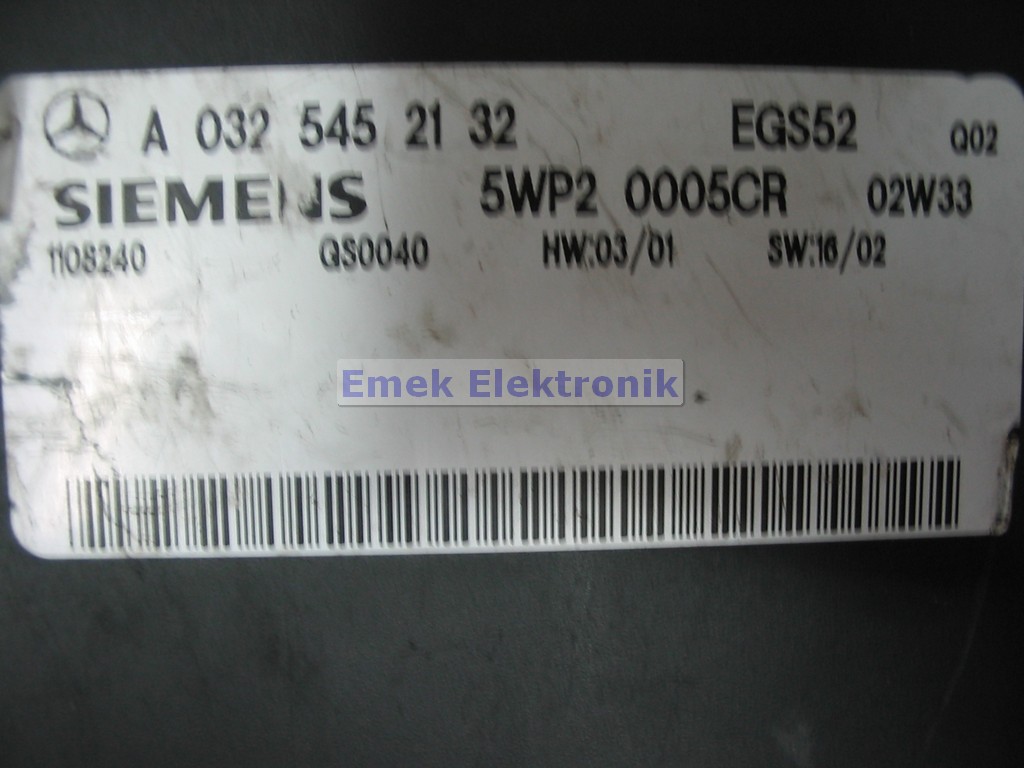 A 032 545 21 32 EGS52 Q02
SIEMENS 5WP2 0005CR 02W33
1108240 QS0040 HW:03/01 SW:16/02
Emek Elektronik